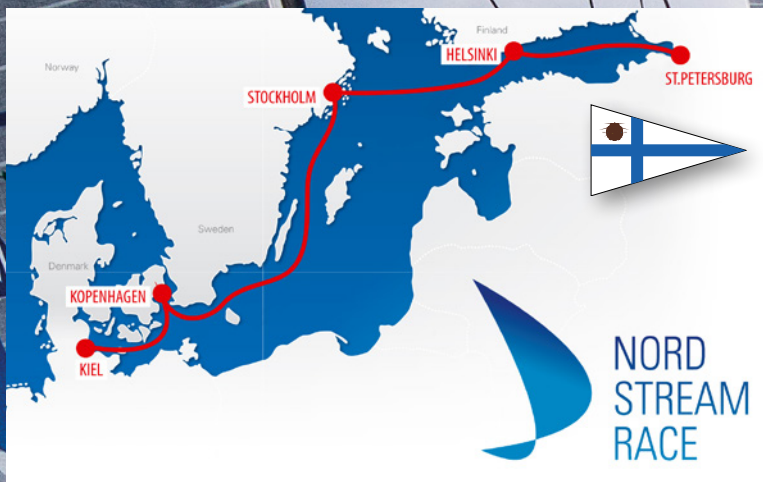 Finland
Norway
HELSINKI
ST.PETERSBURG
STOCKHOLM
Sweden
Denmark
KOPENHAGEN
KIEL
NORD
STREAM
RACE